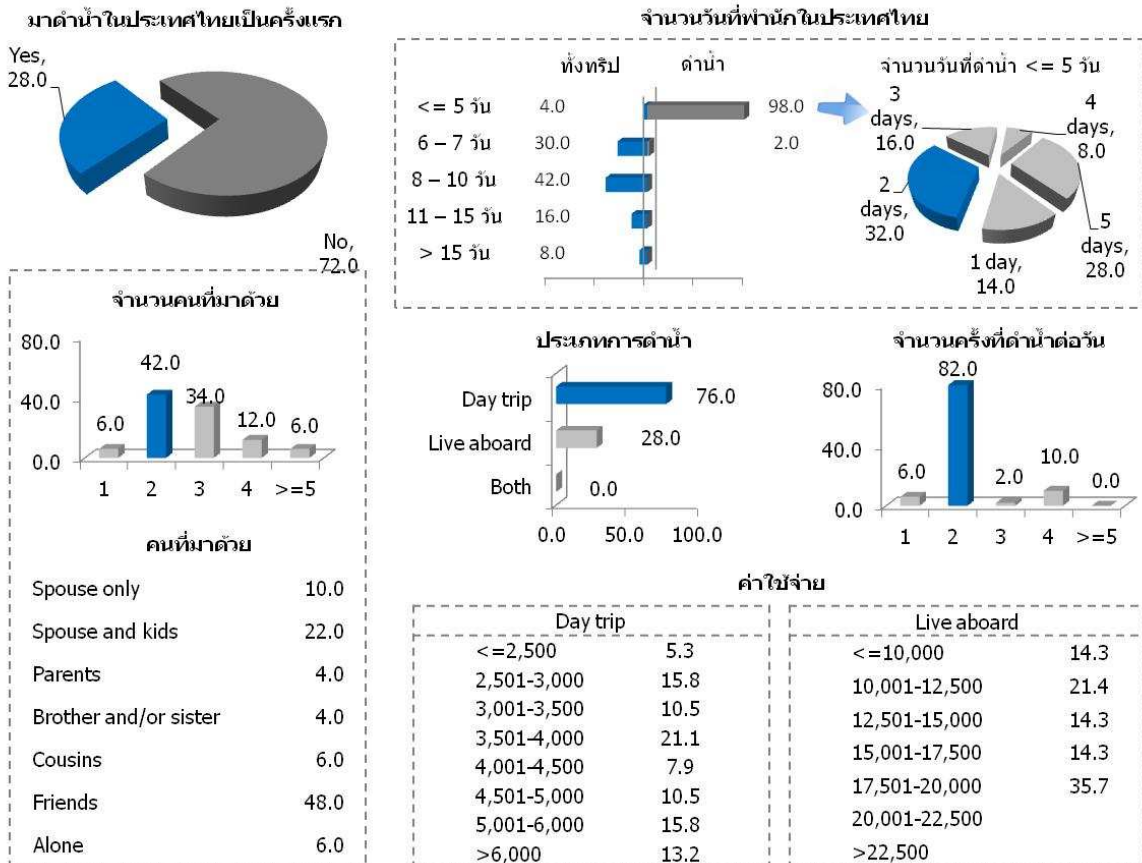 มาดำน้ำในประเทศไทยเป็นครั้งแรก
Yes,
28.0
No,
72.0
จำนวนวันที่พำนักในประเทศไทย
ทั้งทริป ดำน้ำ
<= 5 วัน 4.0 98.0
6 – 7 วัน 30.0 2.0
8 – 10 วัน 42.0
11 – 15 วัน 16.0
> 15 วัน 8.0
จำนวนวันที่ดำน้ำ <= 5 วัน
3
days,
16.0
4
days,
8.0
2
days,
32.0
5
days,
28.0
1 day,
14.0
จำนวนคนที่มาด้วย
80.0
40.0
0.0
6.0 42.0 34.0 12.0 6.0
1 2 3 4 >=5
คนที่มาด้วย
Spouse only 10.0
Spouse and kids 22.0
Parents 4.0
Brother and/or sister 4.0
Cousins 6.0
Friends 48.0
Alone 6.0
ประเภทการดำน้ำ
Day trip 76.0
Live aboard 28.0
Both 0.0
0.0 50.0 100.0
จำนวนครั้งที่ดำน้ำต่อวัน
80.0
40.0
0.0
6.0 82.0 2.0 10.0 0.0
1 2 3 4 >=5
ค่าใช้จ่าย
Day trip
<=2,500 5.3
2,501-3,000 15.8
3,001-3,500 10.5
3,501-4,000 21.1
4,001-4,500 7.9
4,501-5,000 10.5
5,001-6,000 15.8
>6,000 13.2
Live aboard
<=10,000 14.3
10,001-12,500 21.4
12,501-15,000 14.3
15,001-17,500 14.3
17,501-20,000 35.7
20,001-22,500
>22,500